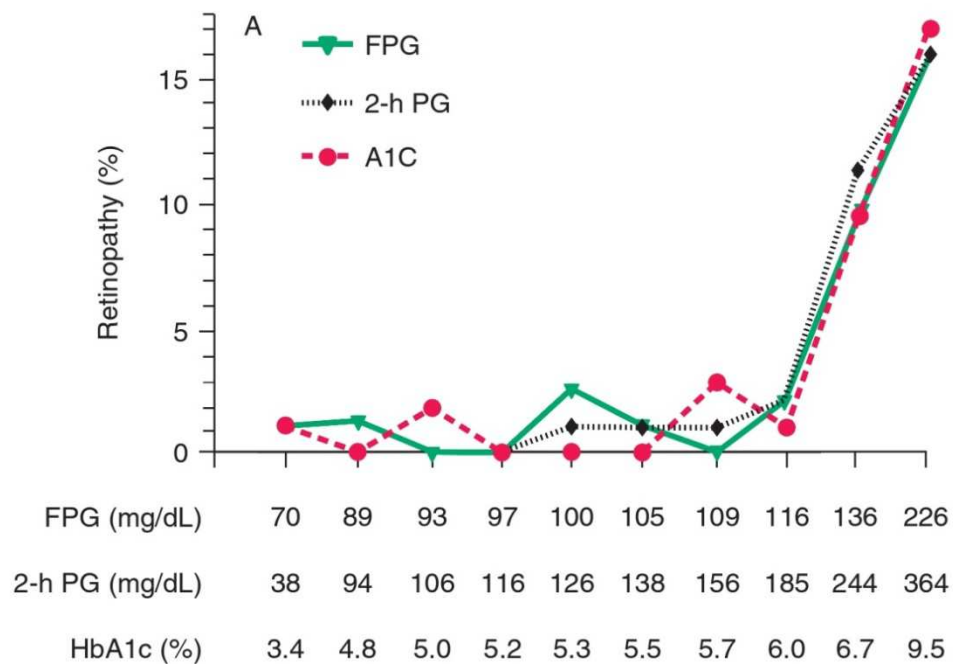 A
FPG
2-h PG
A1C
Retinopathy (%)
15
10
5
0
FPG (mg/dL) 70 89 93 97 100 105 109 116 136 226
2-h PG (mg/dL) 38 94 106 116 126 138 156 185 244 364
HbA1c (%) 3.4 4.8 5.0 5.2 5.3 5.5 5.7 6.0 6.7 9.5